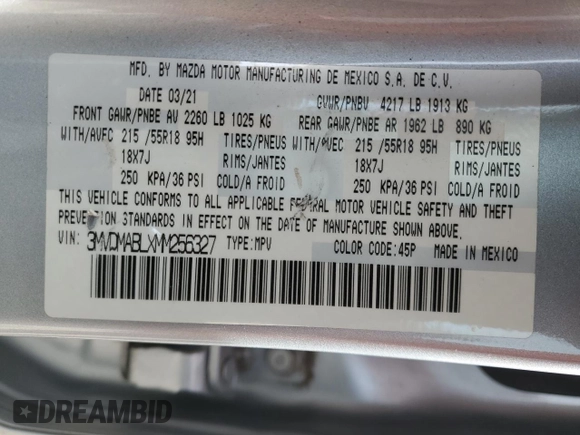 MFD. BY MAZDA MOTOR MANUFACTURING DE MEXICO S.A. DE C.V.
DATE 03/21 GVWR/PNBV 4217 LB 1913 KG
FRONT GAWR/PNBE AV 2260 LB 1025 KG REAR GAWR/PNBE AR 1962 LB 890 KG
WITH/AVEC 215 /55R18 95H TIRES/PNEUS WITH/AVEC 215 /55R18 95H TIRES/PNEUS
18X7J RIMS/JANTES 18X7J RIMS/JANTES
250 KPA/36 PSI COLD/A FROID 250 KPA/36 PSI COLD/A FROID
THIS VEHICLE CONFORMS TO ALL APPLICABLE FEDERAL MOTOR VEHICLE SAFETY AND THEFT
PREVENTION STANDARDS IN EFFECT ON THE DATE OF MANUFACTURE SHOWN ABOVE.
VIN: 3MVDMABLXMM256327 TYPE:MPV COLOR CODE:45P MADE IN MEXICO
DREAMBID